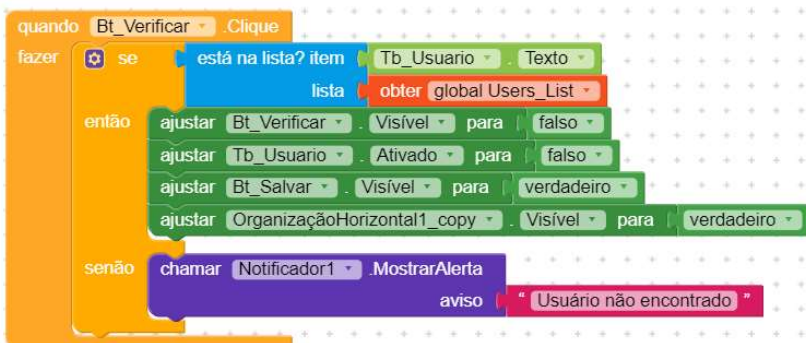 quando Bt_Verificar .Clique
fazer se está na lista? item Tb_Usuario . Texto
lista obter global Users_List
então ajustar Bt_Verificar . Visível para falso
ajustar Tb_Usuario . Ativado para falso
ajustar Bt_Salvar . Visível para verdadeiro
ajustar OrganizaçãoHorizontal1_copy . Visível para verdadeiro
senão chamar Notificador1 .MostrarAlerta
aviso " Usuário não encontrado "